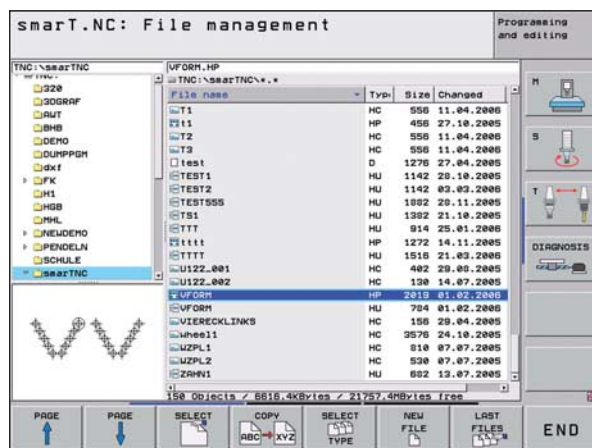 smarT.NC: File management
Programming and editing
TNC:\smarTNC
VFORM.HP
TNC:\smarTNC\*.*
File name Type Size Changed
TNC:
320
3DGRAF
AWT
BHB
DEMO
DUMPPGM
dxf
FK
H1
HGB
MHL
NEWDEMO
PENDELN
SCHULE
smarTNC
T1 HC 556 11.04.2006
t1 HP 456 27.10.2005
T2 HC 556 11.04.2006
T3 HC 556 11.04.2006
test D 1276 27.04.2005
TEST1 HU 1142 28.10.2005
TEST2 HU 1142 03.03.2006
TEST555 HU 1882 28.11.2005
TS1 HU 1382 21.10.2005
TTT HU 914 25.01.2006
tttt HP 1272 14.11.2005
TTTT HU 1516 21.03.2006
U122_001 HC 402 29.08.2005
U122_002 HC 130 14.07.2005
VFORM HP 2019 01.02.2006
VFORM HU 784 01.02.2006
VIERECKLINKS HC 156 29.04.2005
wheel1 HC 3576 24.10.2005
WZPL1 HC 810 07.07.2005
WZPL2 HC 530 07.07.2005
ZAHN1 HU 682 13.07.2005
150 Objects / 6616.4KBytes / 21757.4MBytes free
M
S
T
DIAGNOSIS
PAGE
PAGE
SELECT
COPY
ABC XYZ
SELECT
TYPE
NEW
FILE
LAST
FILES
END